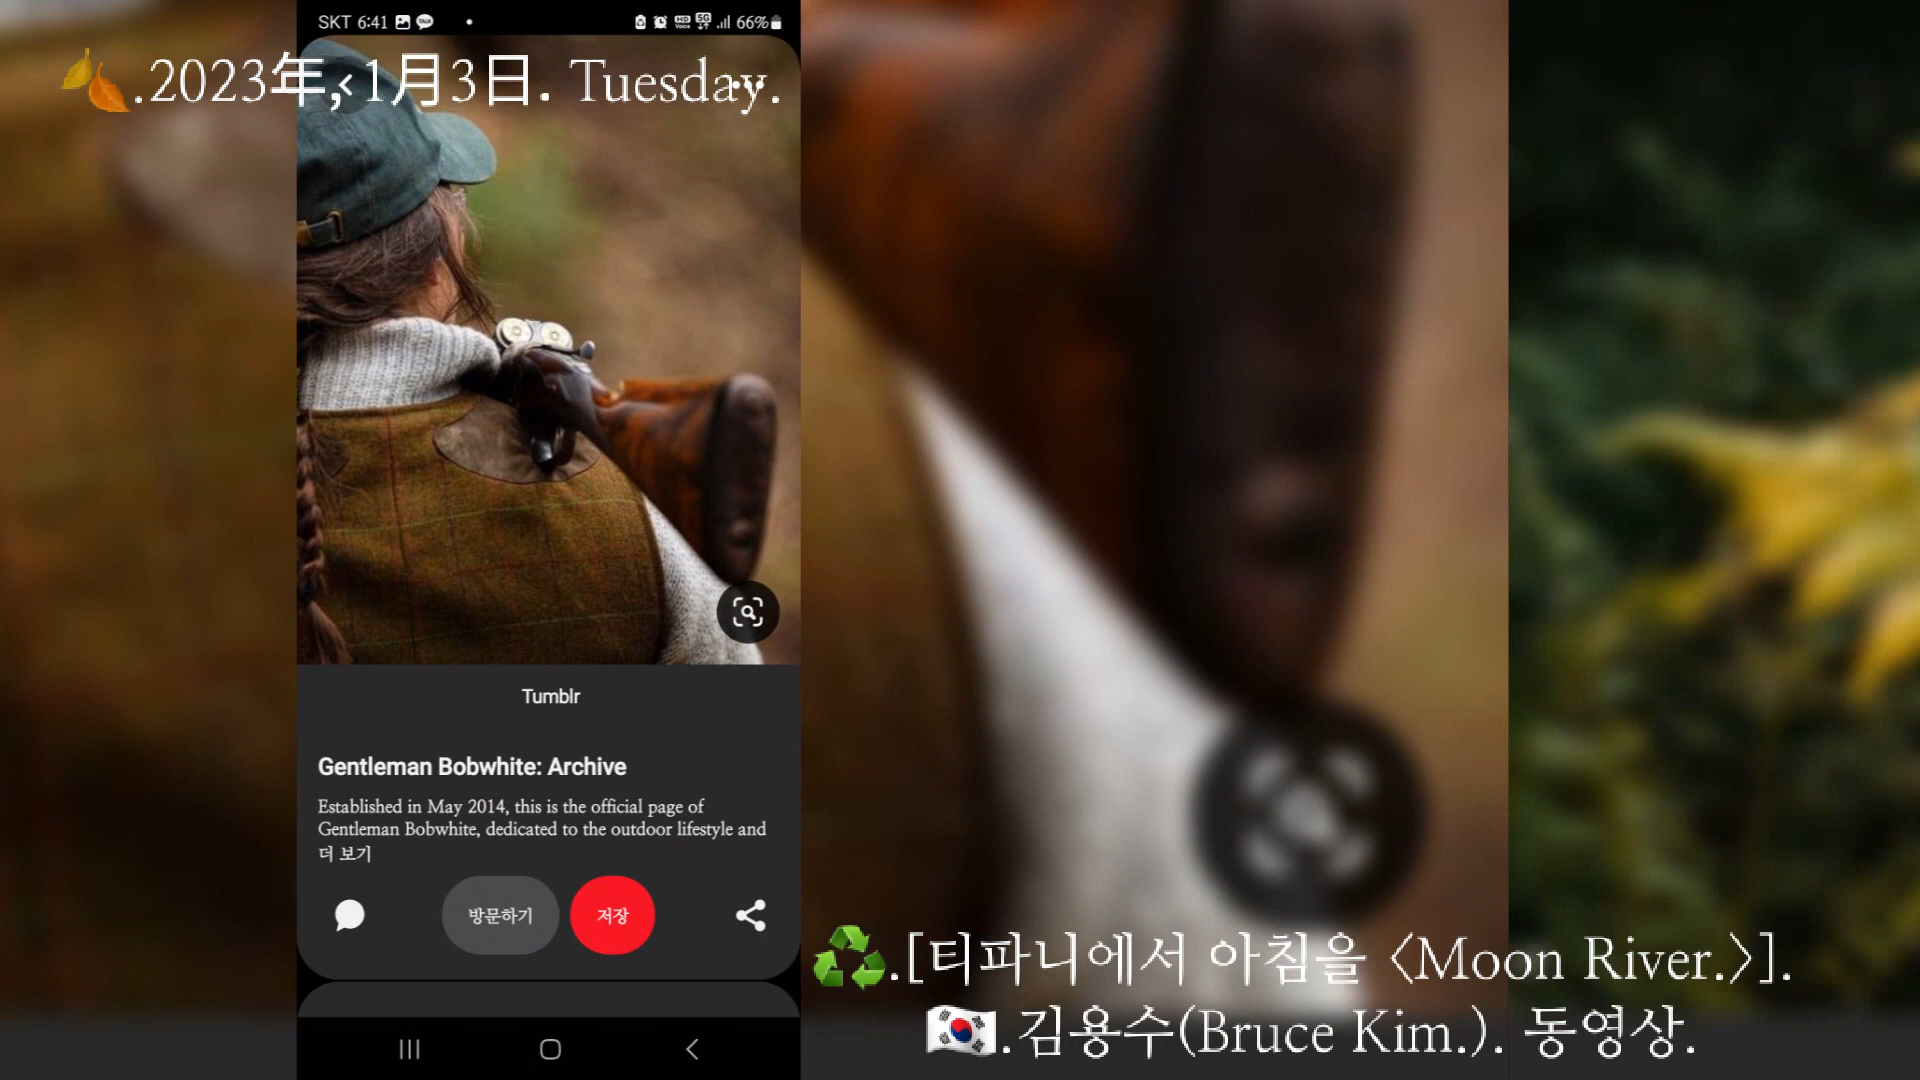 SKT 6:41 66%
.2023年, 1月3日. Tuesday.
Tumblr
Gentleman Bobwhite: Archive
Established in May 2014, this is the official page of
Gentleman Bobwhite, dedicated to the outdoor lifestyle and
더 보기
방문하기 저장
.[티파니에서 아침을 〈Moon River.〉].
.김용수(Bruce Kim.). 동영상.